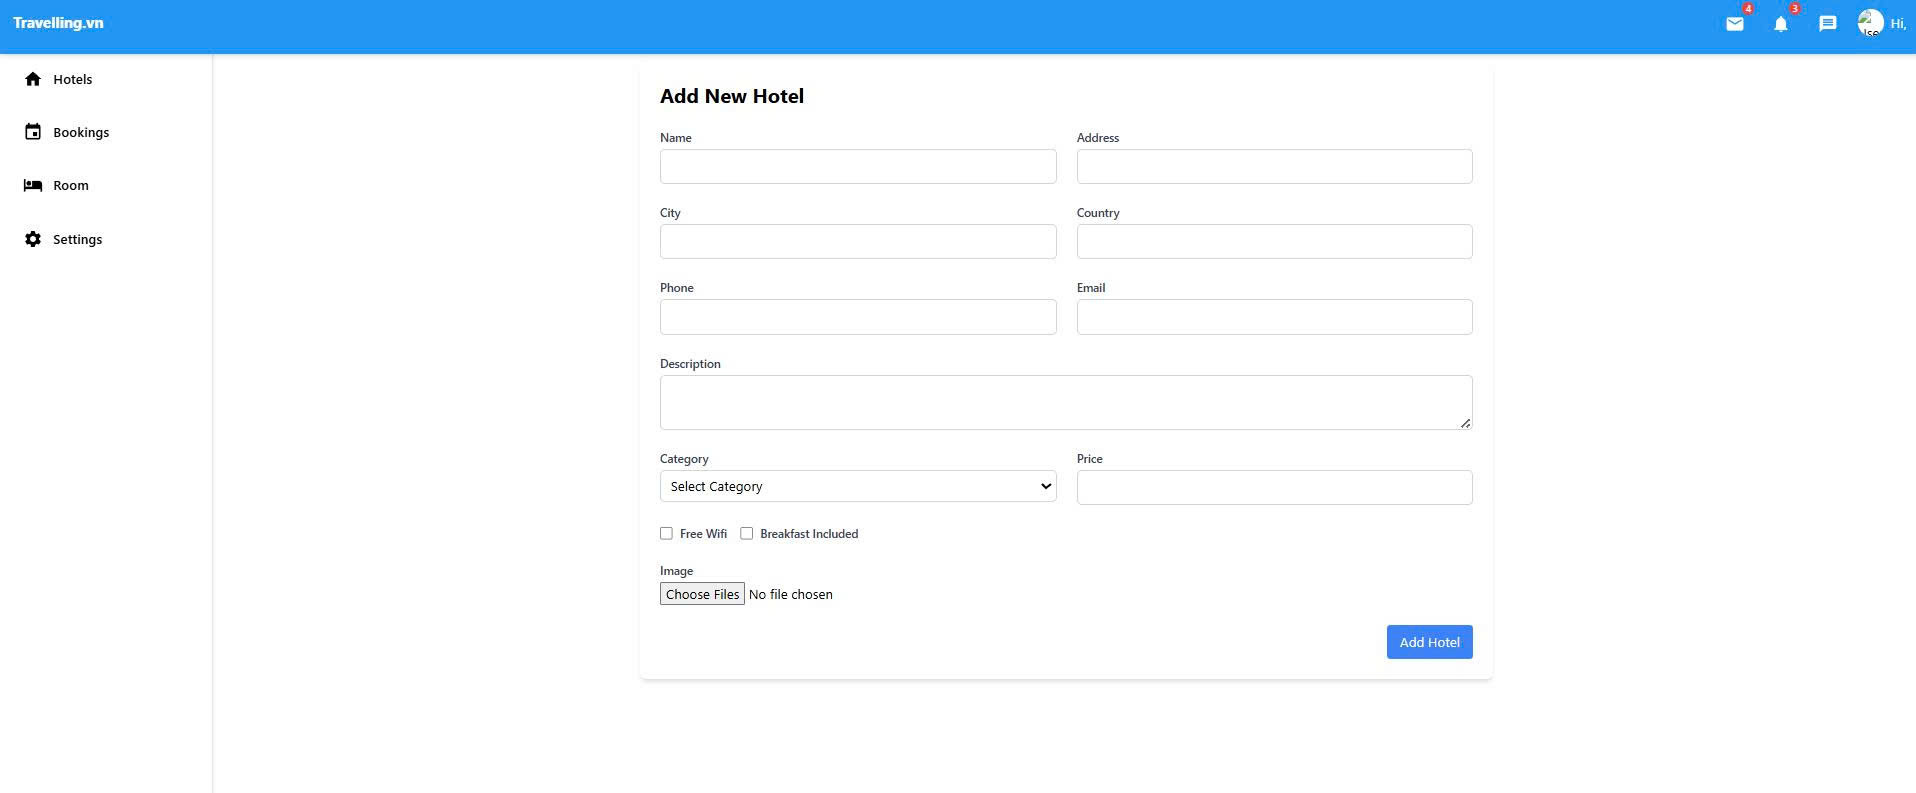 Travelling.vn
4
3
Hi,
Hotels
Bookings
Room
Settings
Add New Hotel
Name
Address
City
Country
Phone
Email
Description
Category
Price
Select Category
Free Wifi
Breakfast Included
Image
Choose Files No file chosen
Add Hotel